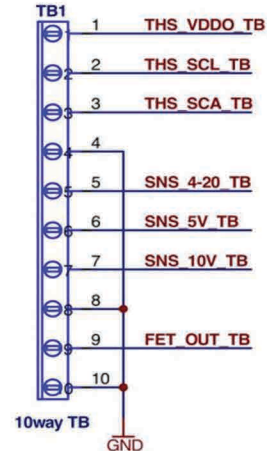 TB1
1 THS_VDDO_TB
2 THS_SCL_TB
3 THS_SCA_TB
4
5 SNS_4-20_TB
6 SNS_5V_TB
7 SNS_10V_TB
8
9 FET_OUT_TB
10
10way TB
GND